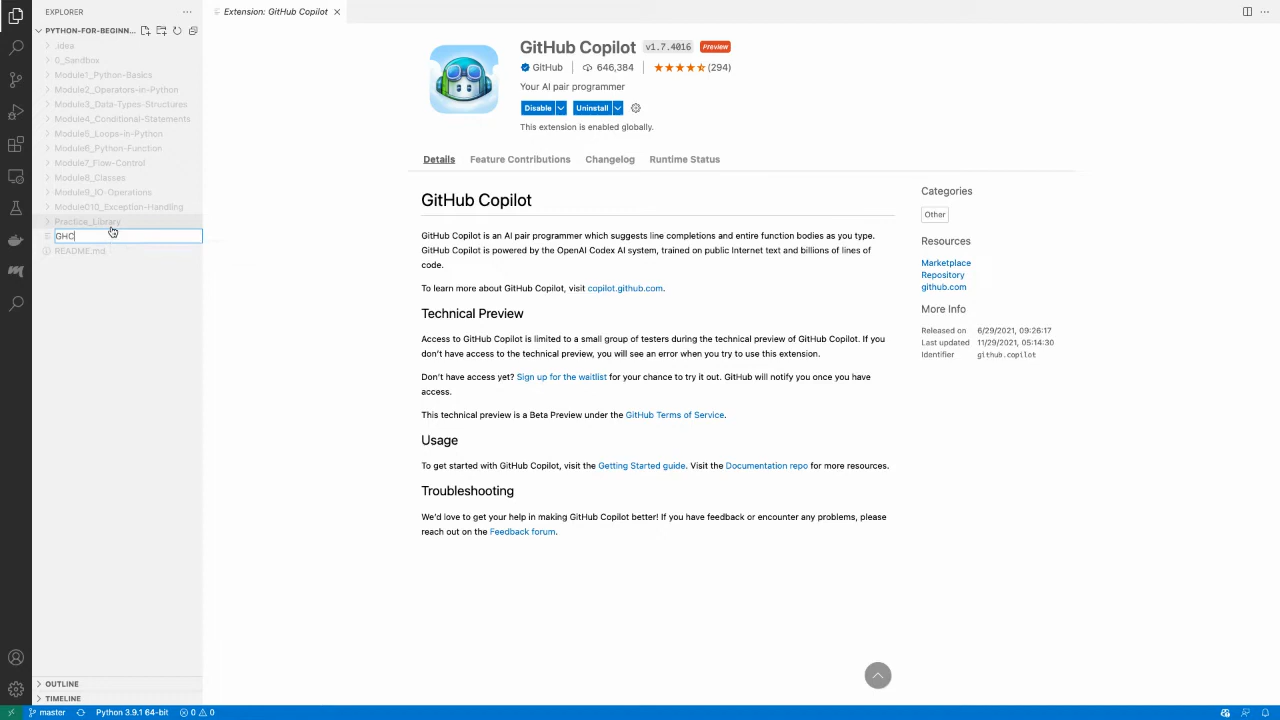 EXPLORER
Extension: GitHub Copilot
PYTHON-FOR-BEGINN...
.idea
0_Sandbox
Module1_Python-Basics
Module2_Operators-in-Python
Module3_Data-Types-Structures
Module4_Conditional-Statements
Module5_Loops-in-Python
Module6_Python-Function
Module7_Flow-Control
Module8_Classes
Module9_IO-Operations
Module010_Exception-Handling
Practice_Library
GHC
README.md
OUTLINE
TIMELINE
GitHub Copilot v1.7.4016 Preview
GitHub 646,384 (294)
Your AI pair programmer
Disable Uninstall
This extension is enabled globally.
Details Feature Contributions Changelog Runtime Status
GitHub Copilot
GitHub Copilot is an AI pair programmer which suggests line completions and entire function bodies as you type.
GitHub Copilot is powered by the OpenAI Codex AI system, trained on public Internet text and billions of lines of
code.
To learn more about GitHub Copilot, visit copilot.github.com.
Technical Preview
Access to GitHub Copilot is limited to a small group of testers during the technical preview of GitHub Copilot. If you
don't have access to the technical preview, you will see an error when you try to use this extension.
Don't have access yet? Sign up for the waitlist for your chance to try it out. GitHub will notify you once you have
access.
This technical preview is a Beta Preview under the GitHub Terms of Service.
Usage
To get started with GitHub Copilot, visit the Getting Started guide. Visit the Documentation repo for more resources.
Troubleshooting
We'd love to get your help in making GitHub Copilot better! If you have feedback or encounter any problems, please
reach out on the Feedback forum.
Categories
Other
Resources
Marketplace
Repository
github.com
More Info
Released on 6/29/2021, 09:26:17
Last updated 11/29/2021, 05:14:30
Identifier github.copilot
master Python 3.9.1 64-bit 0 0